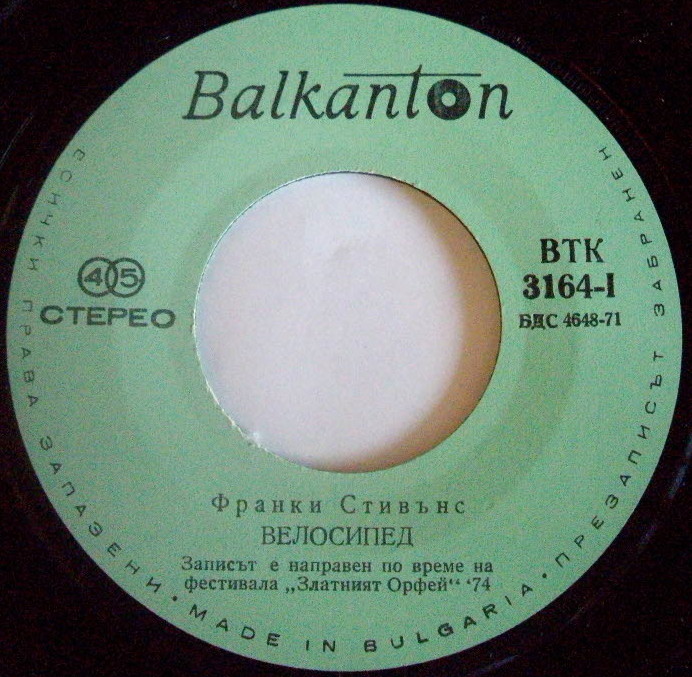 Balkanton
45
СТЕРЕО
ВТК
3164-I
БДС 4648-71
Франки Стивънс
ВЕЛОСИПЕД
Записът е направен по време на
фестивала „Златният Орфей“ ‘74
ВСИЧКИ ПРАВА ЗАПАЗЕНИ · MADE IN BULGARIA · ПРЕЗАПИСЪТ ЗАБРАНЕН